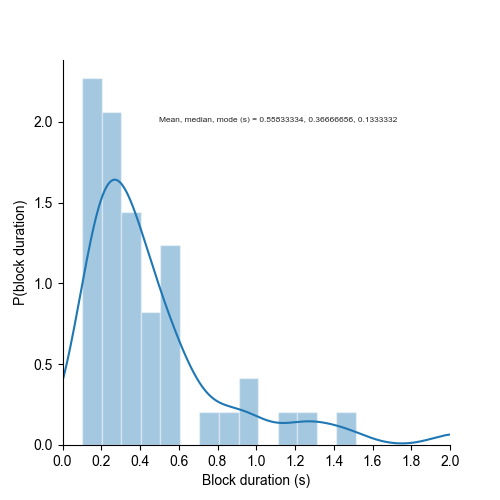 Mean, median, mode (s) = 0.55833334, 0.36666656, 0.1333332
2.0
1.5
1.0
0.5
0.0
P(block duration)
0.0 0.2 0.4 0.6 0.8 1.0 1.2 1.4 1.6 1.8 2.0
Block duration (s)